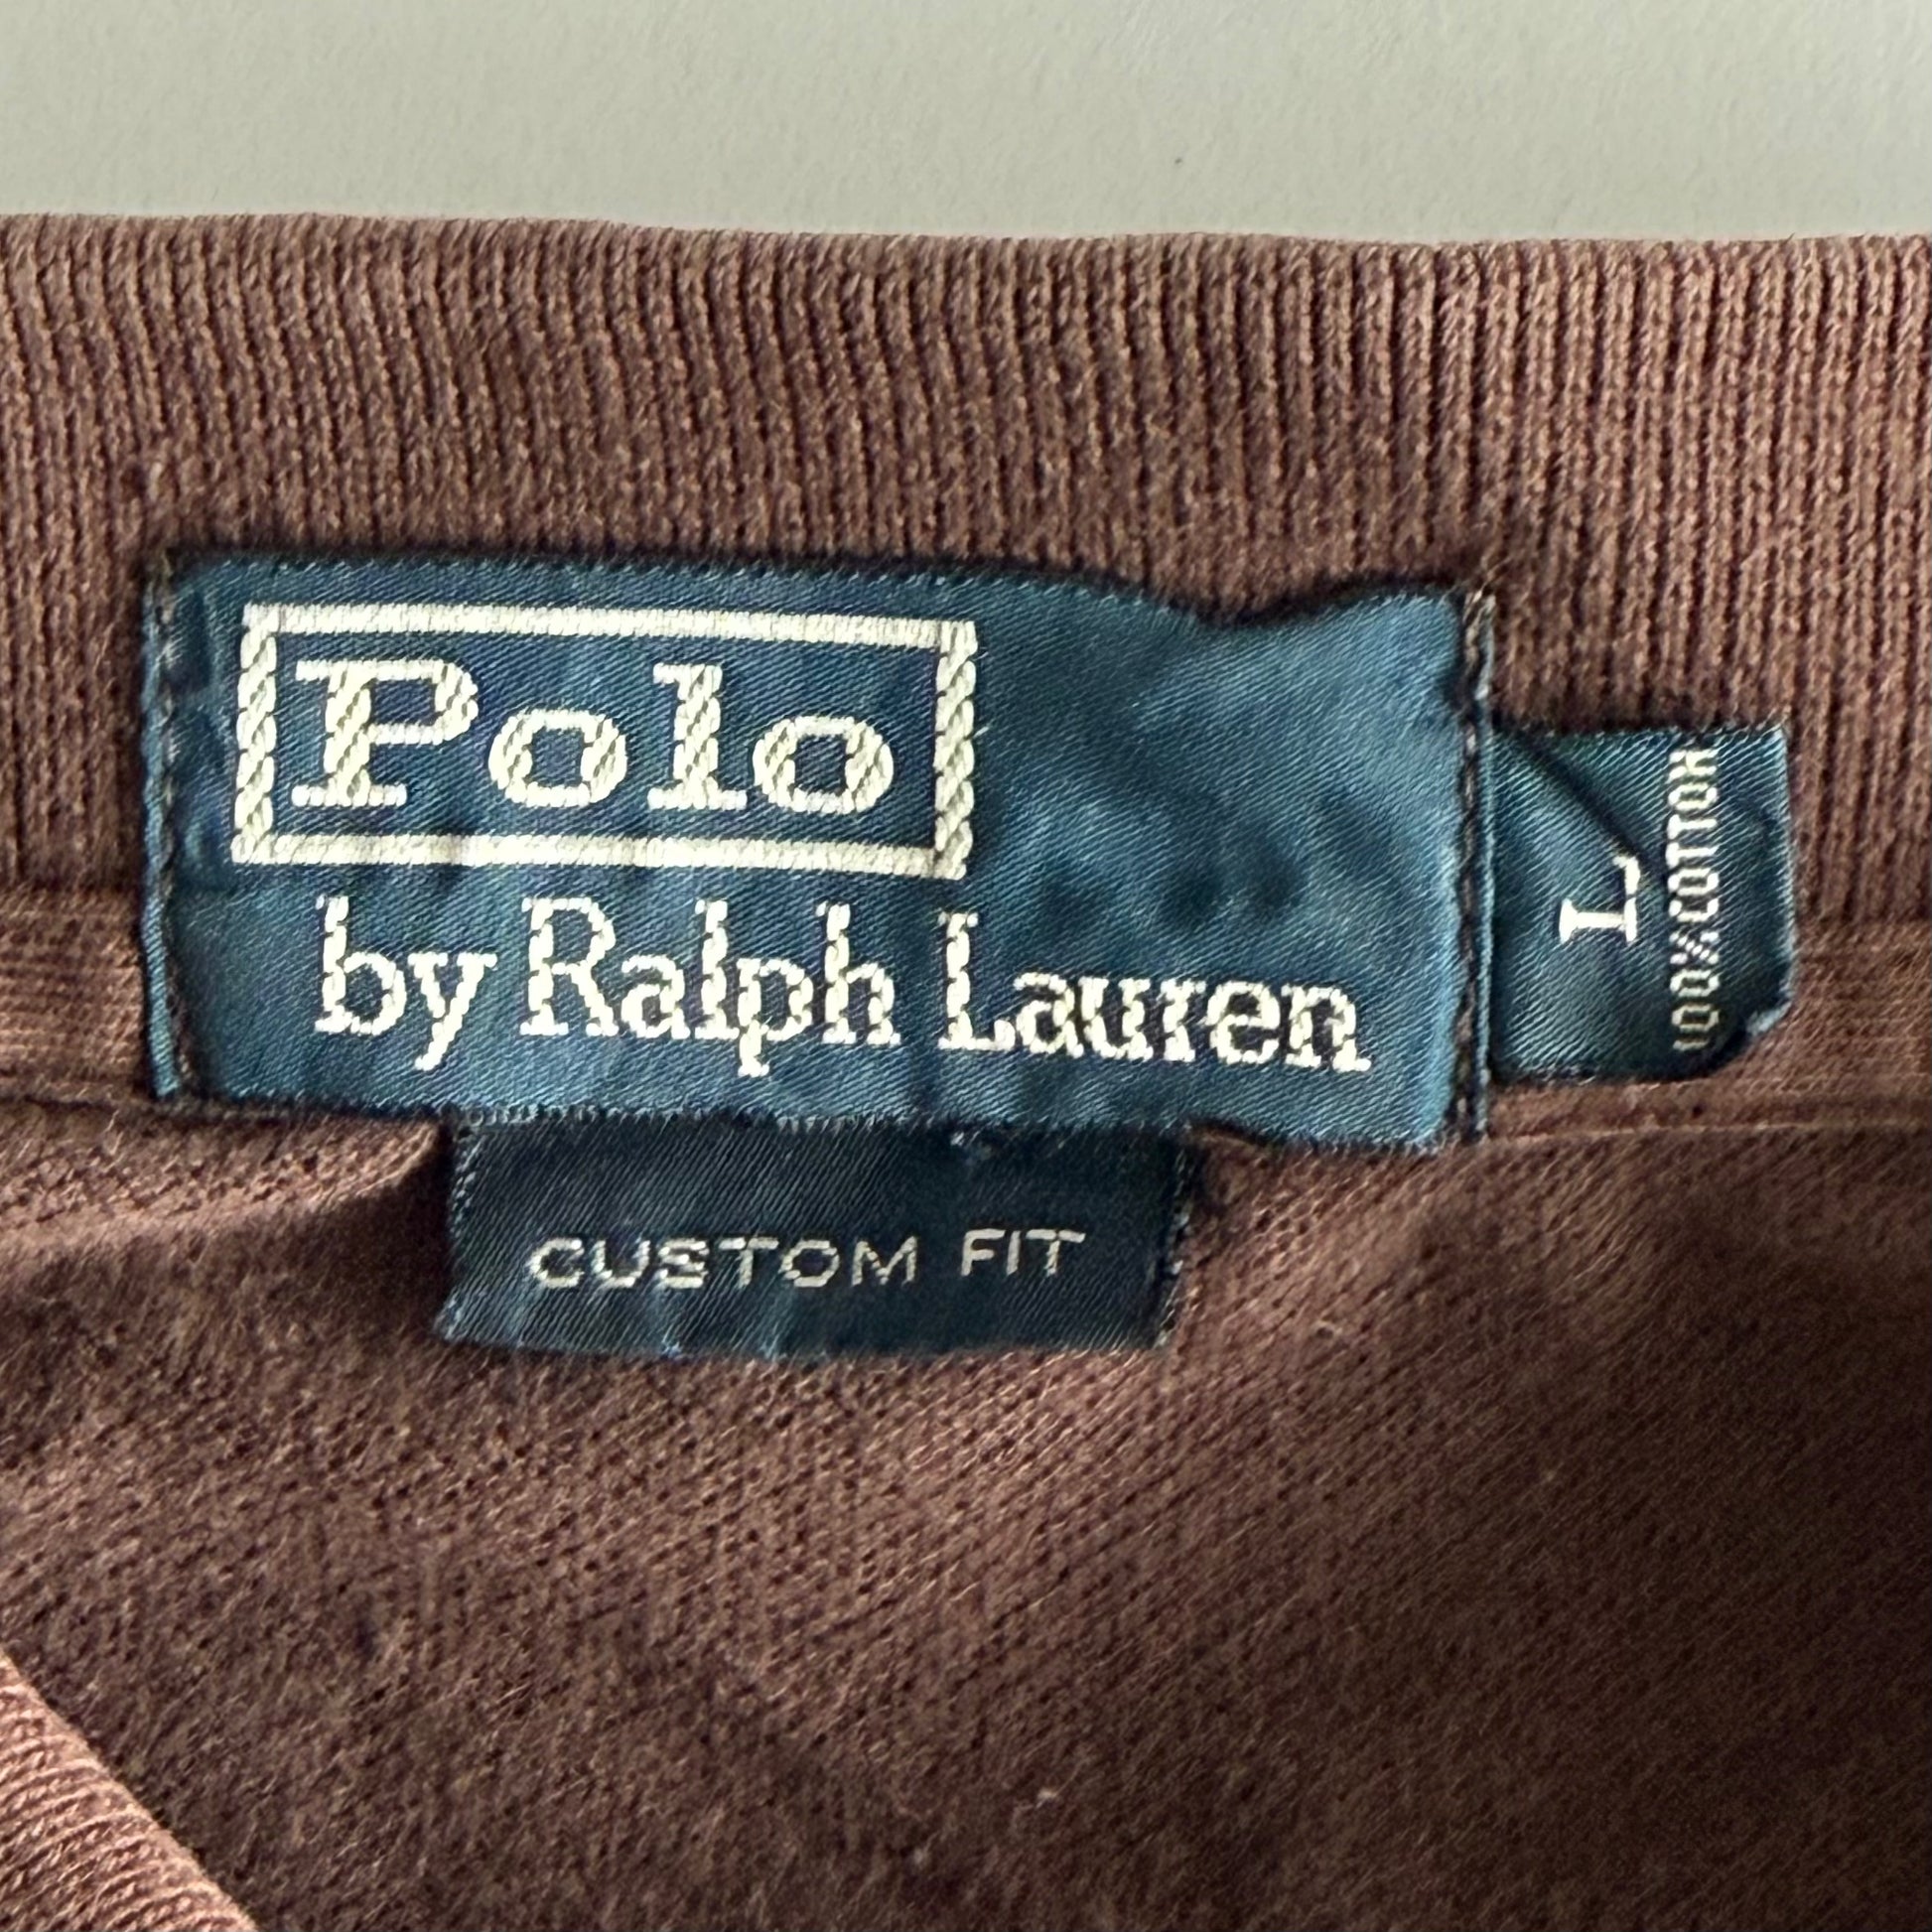 Polo
by Ralph Lauren
L
100% COTTON
CUSTOM FIT